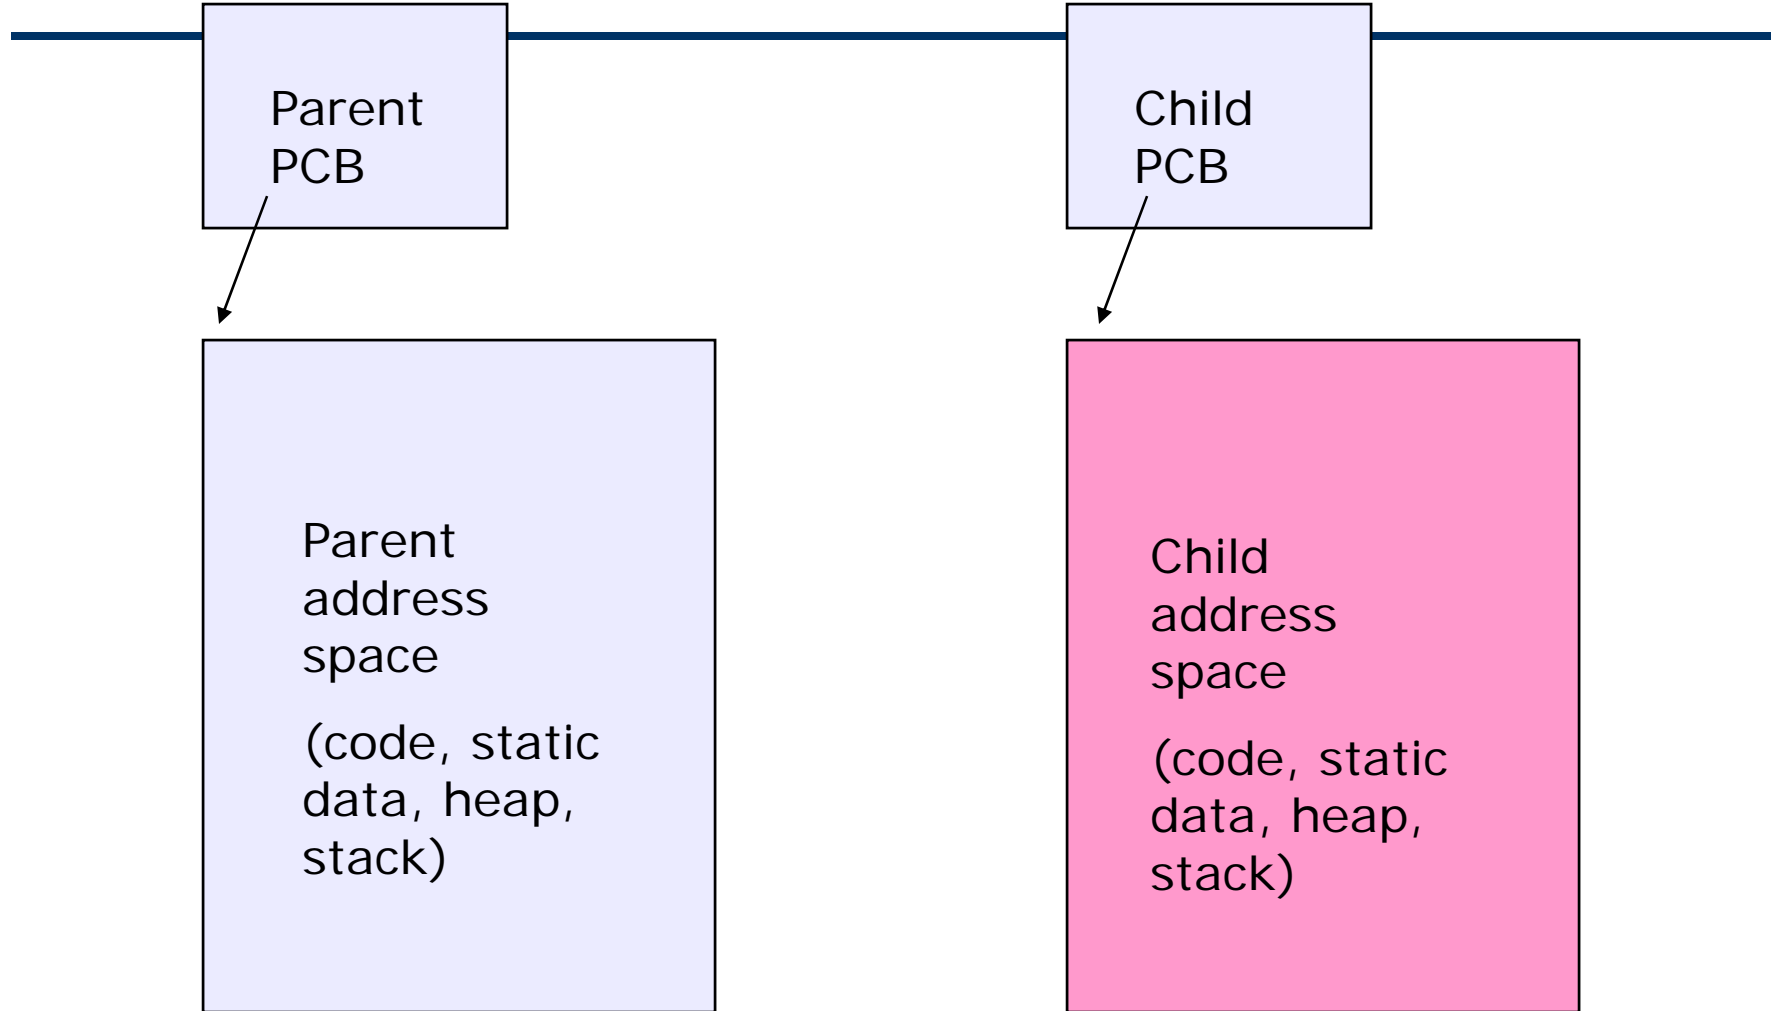 Parent
PCB
Child
PCB
Parent
address
space
(code, static
data, heap,
stack)
Child
address
space
(code, static
data, heap,
stack)